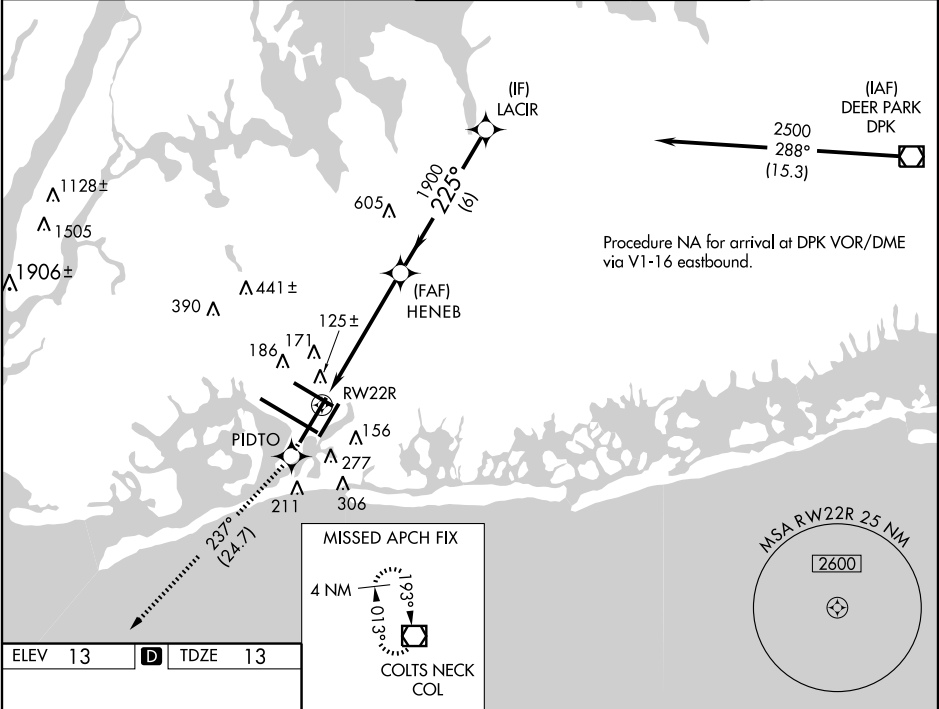 (IF)
LACIR
(IAF)
DEER PARK
DPK
2500
288°
(15.3)
1900
225°
(6)
1128±
1505
605
1906±
Procedure NA for arrival at DPK VOR/DME
via V1-16 eastbound.
441±
390
(FAF)
HENEB
125±
171
186
RW22R
PIDTO
156
277
211
306
237°
(24.7)
MISSED APCH FIX
4 NM
193°
013°
COLTS NECK
COL
MSA RW22R 25 NM
2600
ELEV 13 D TDZE 13